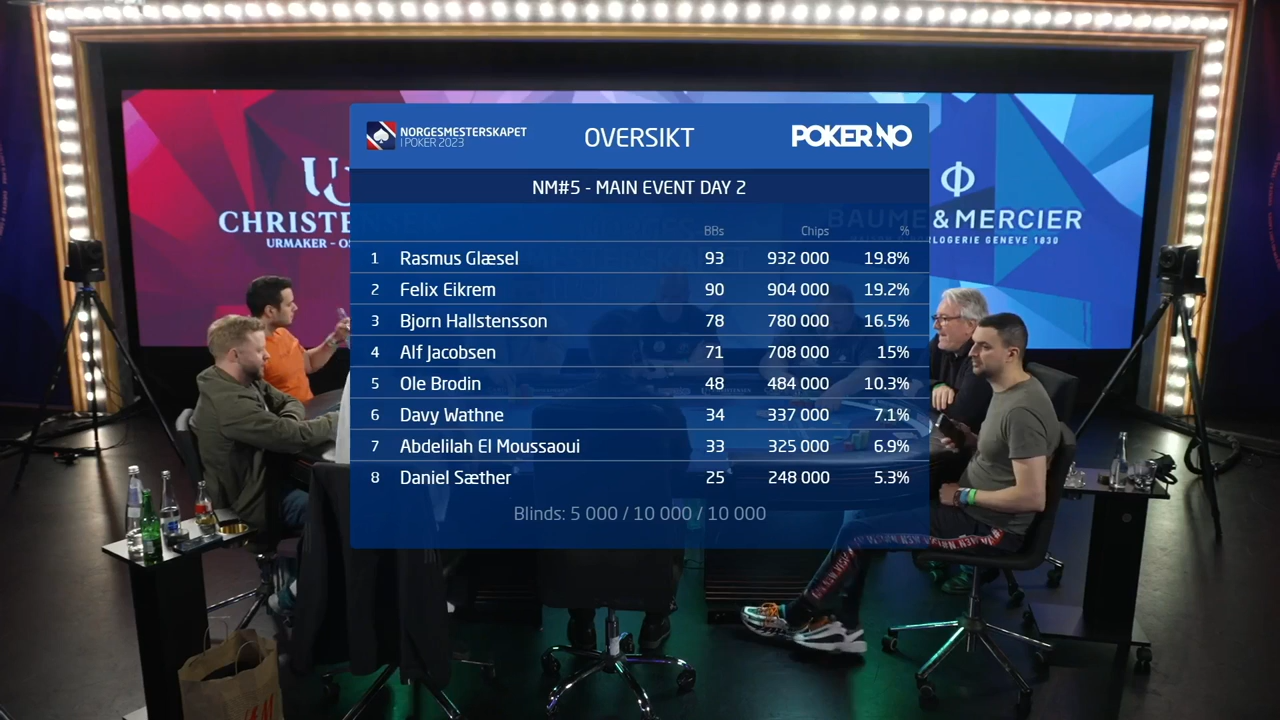 NORGESMESTERSKAPET
I POKER 2023
OVERSIKT
POKER NO
NM#5 - MAIN EVENT DAY 2
CHRISTE
URMAKER
& MERCIER
HORLOGERIE GENEVE 1830
BBs Chips %
1 Rasmus Glæsel 93 932 000 19.8%
2 Felix Eikrem 90 904 000 19.2%
3 Bjorn Hallstensson 78 780 000 16.5%
4 Alf Jacobsen 71 708 000 15%
5 Ole Brodin 48 484 000 10.3%
6 Davy Wathne 34 337 000 7.1%
7 Abdelilah El Moussaoui 33 325 000 6.9%
8 Daniel Sæther 25 248 000 5.3%
Blinds: 5 000 / 10 000 / 10 000